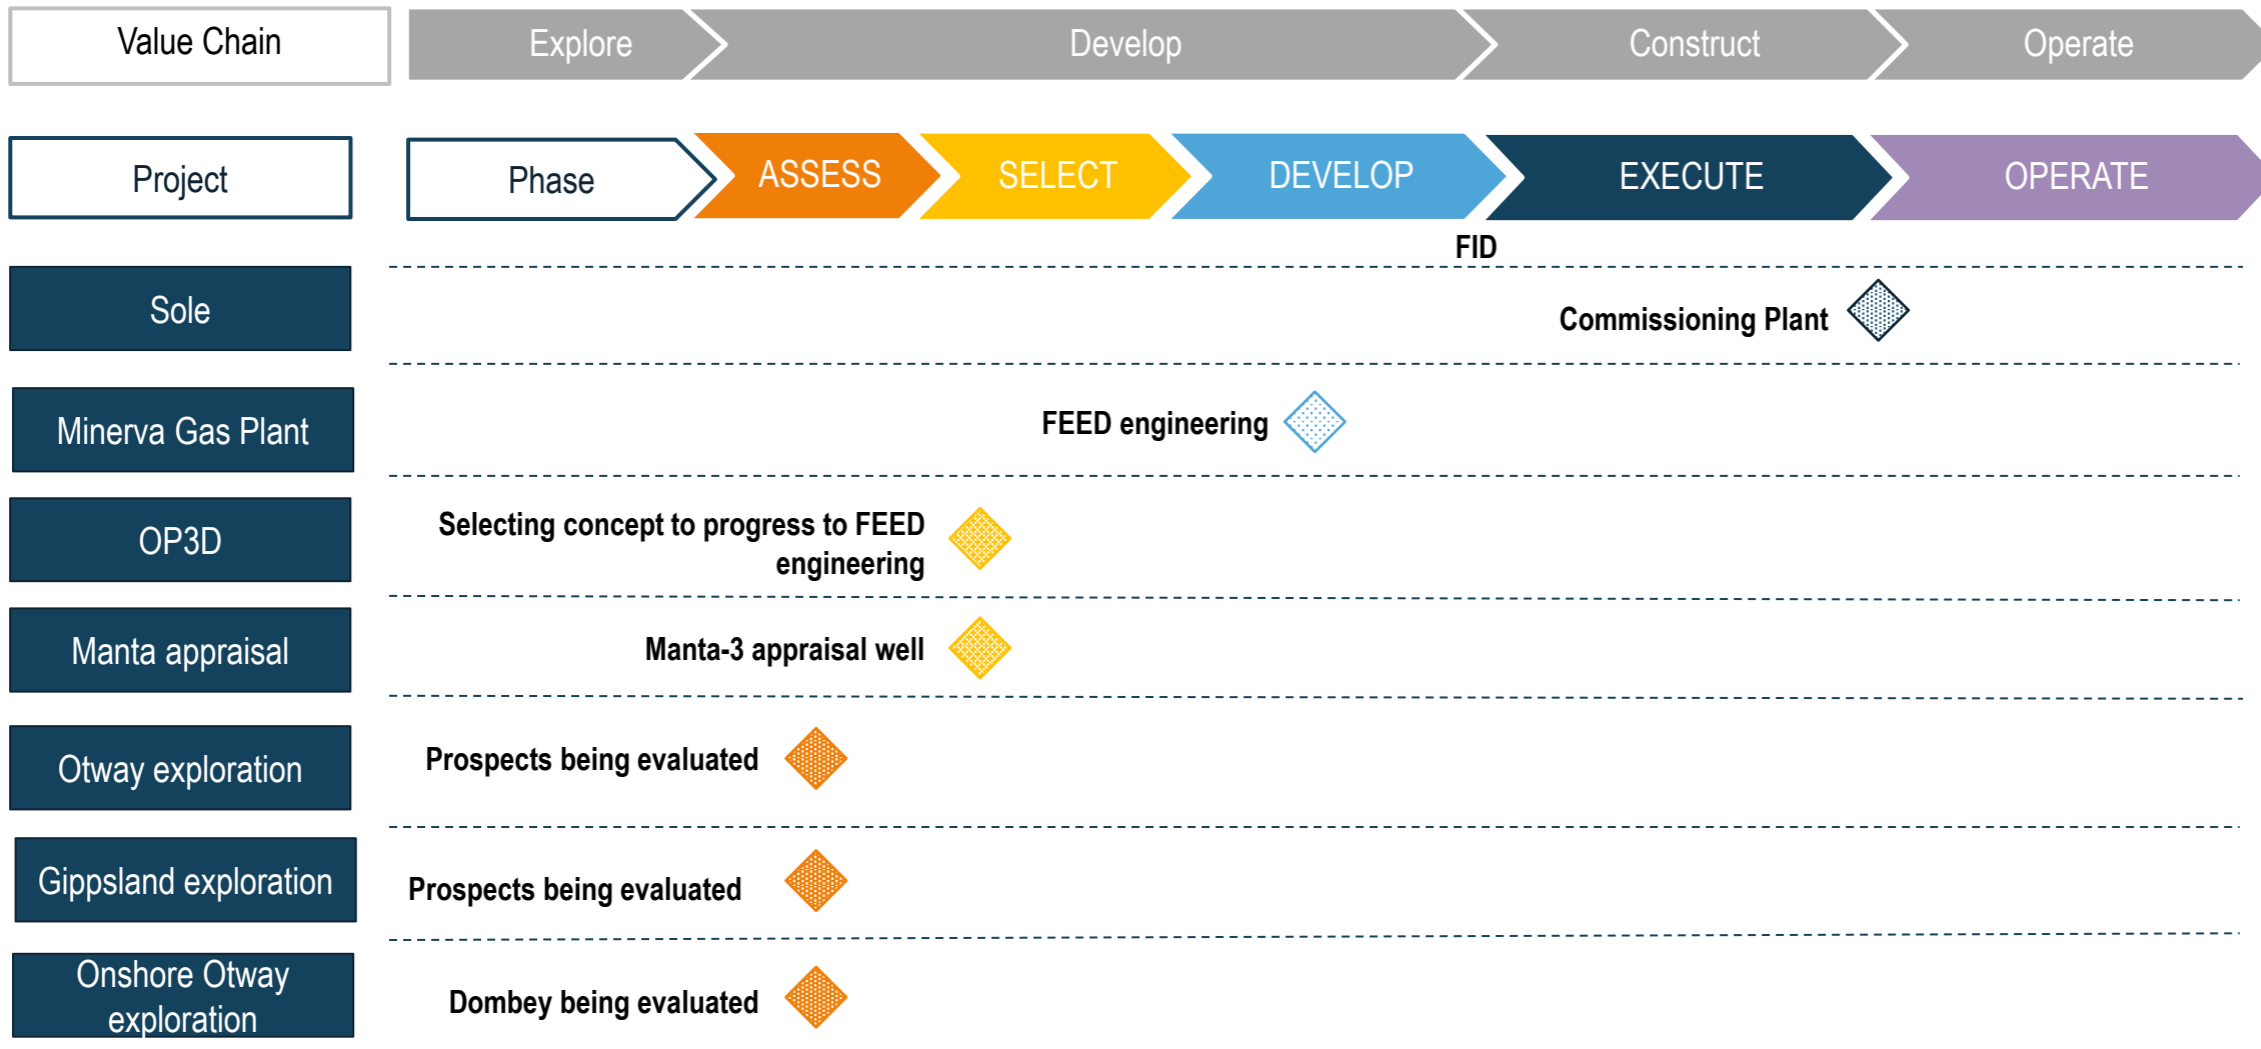 Value Chain
Explore
Develop
Construct
Operate
Project
Phase
ASSESS
SELECT
DEVELOP
EXECUTE
OPERATE
FID
Sole
Commissioning Plant
Minerva Gas Plant
FEED engineering
OP3D
Selecting concept to progress to FEED
engineering
Manta appraisal
Manta-3 appraisal well
Otway exploration
Prospects being evaluated
Gippsland exploration
Prospects being evaluated
Onshore Otway
exploration
Dombey being evaluated